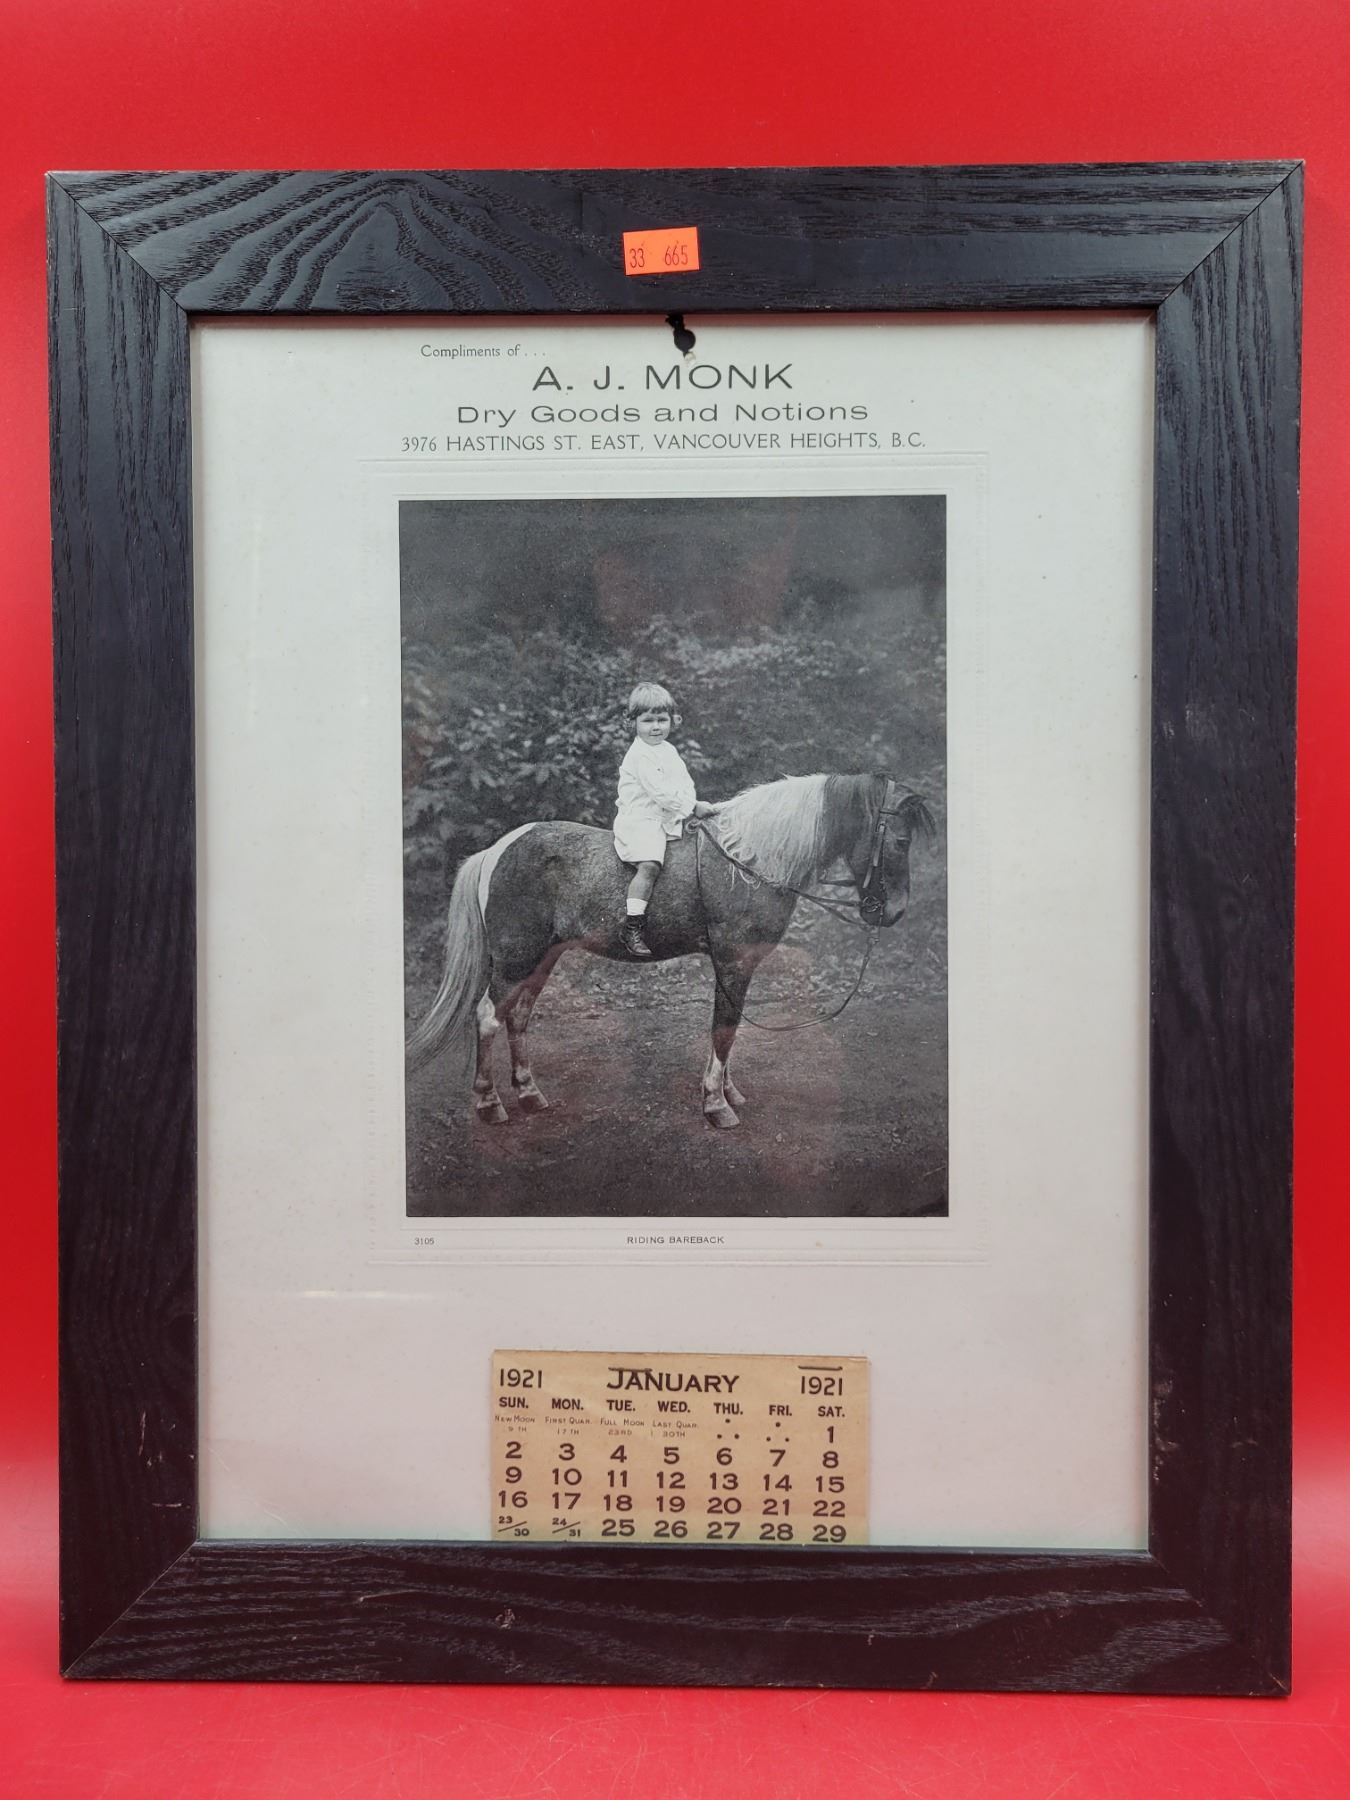 33 665
Compliments of . . .
A. J. MONK
Dry Goods and Notions
3976 HASTINGS ST. EAST, VANCOUVER HEIGHTS, B.C.
3105 RIDING BAREBACK
1921 JANUARY 1921
SUN. MON. TUE. WED. THU. FRI. SAT.
NEW MOON FIRST QUAR. FULL MOON LAST QUAR.
9TH 17TH 23RD 30TH 1
2 3 4 5 6 7 8
9 10 11 12 13 14 15
16 17 18 19 20 21 22
23/30 24/31 25 26 27 28 29